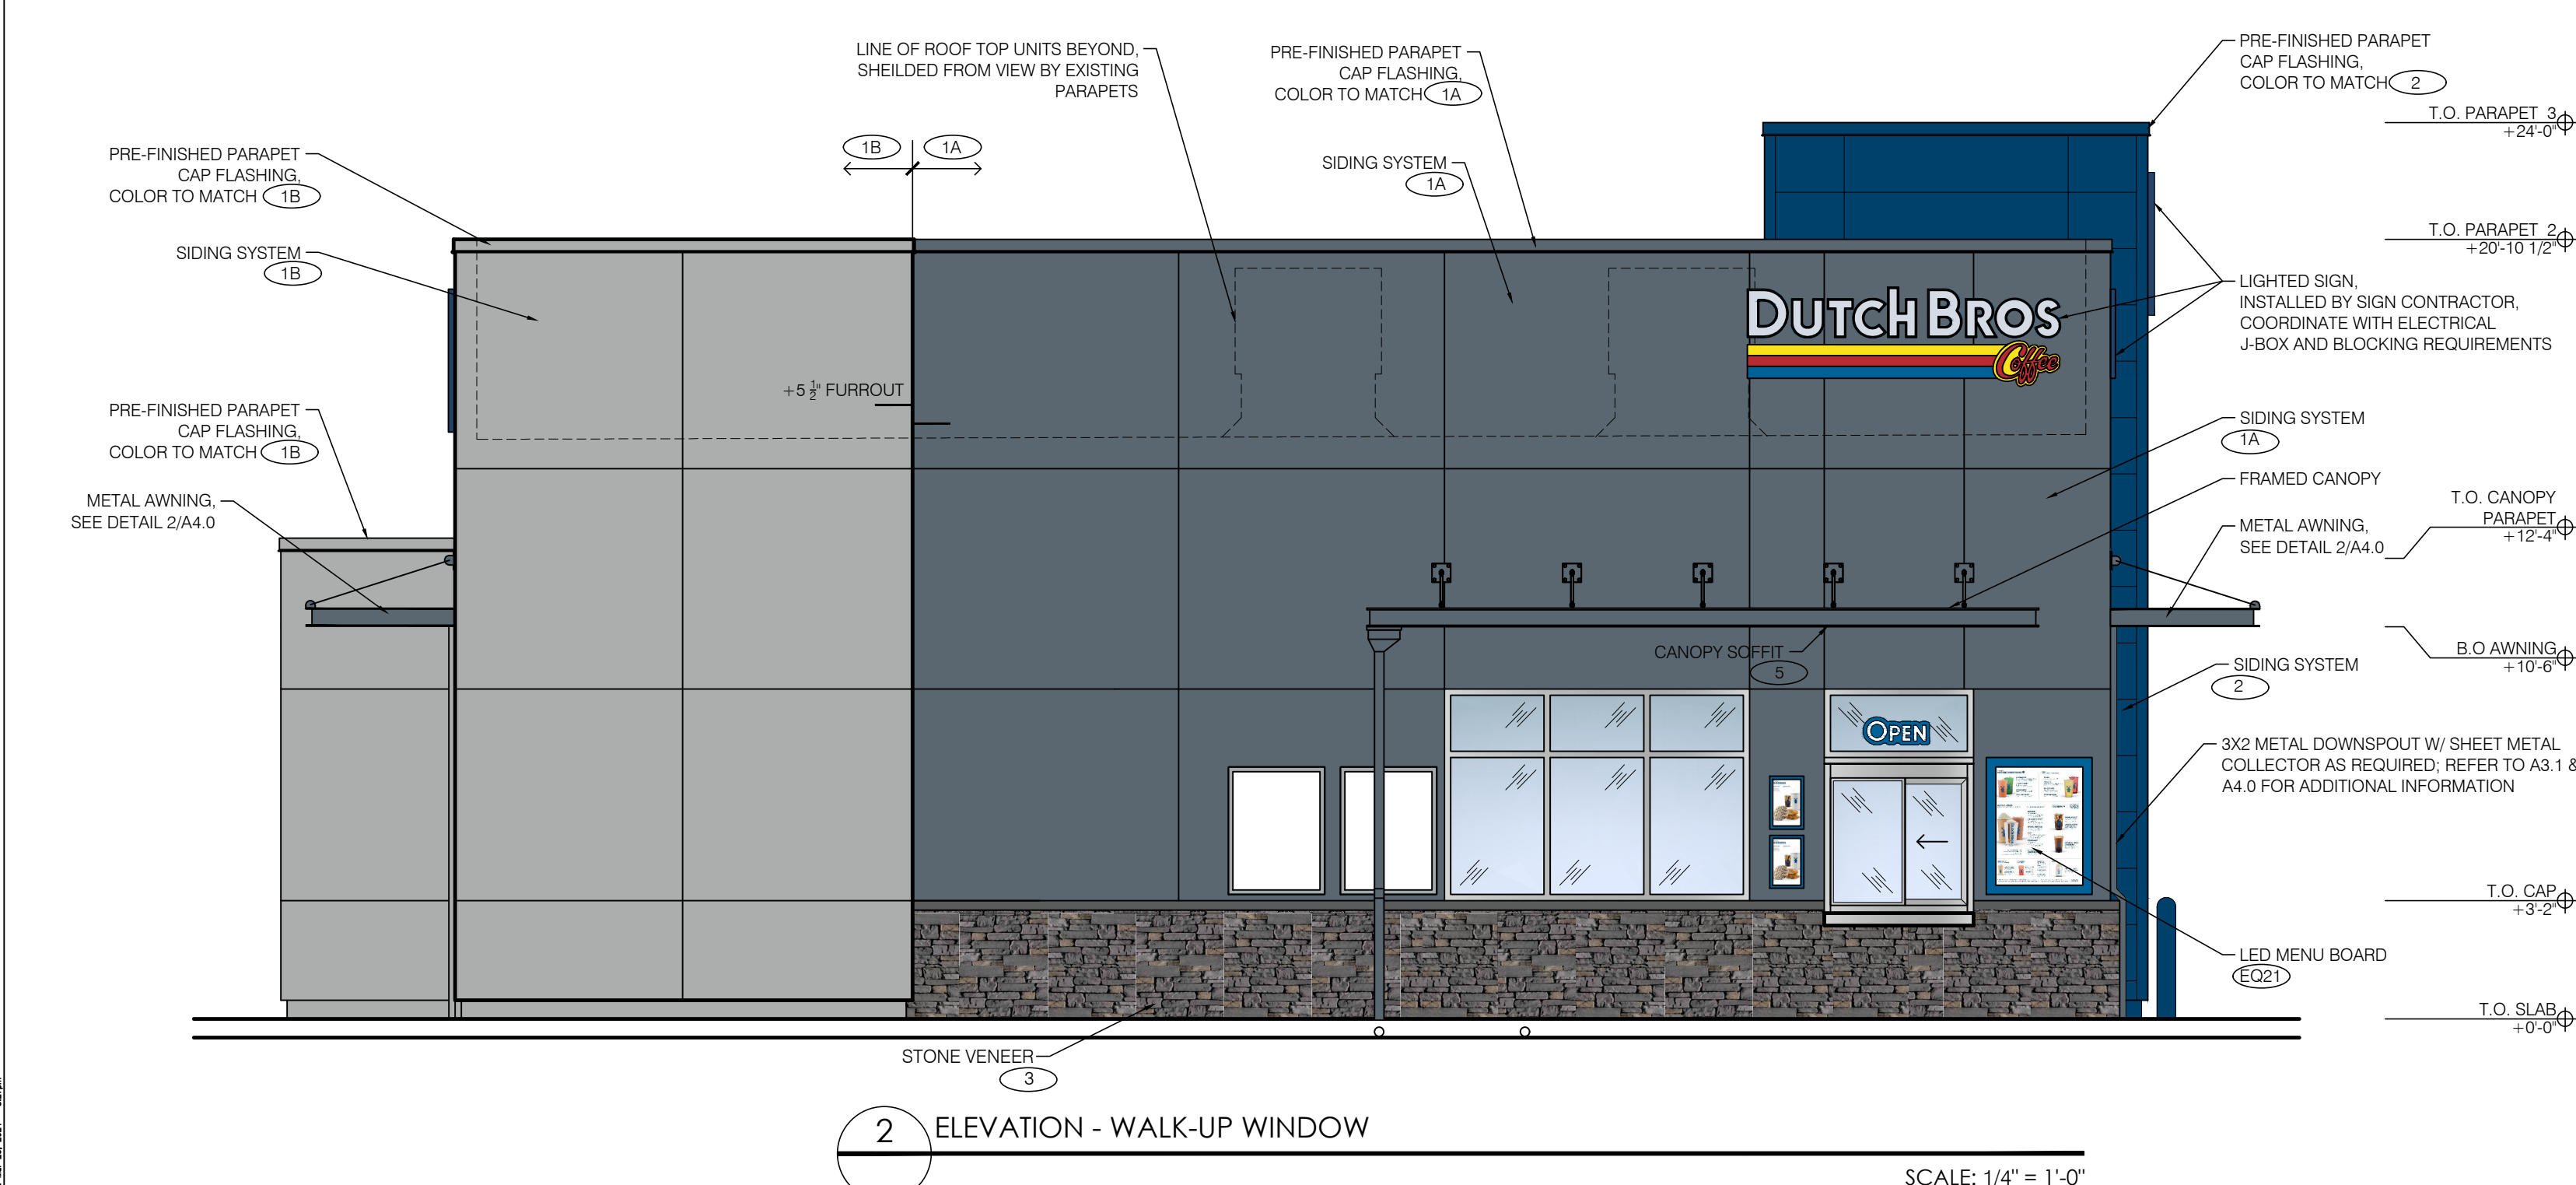 LINE OF ROOF TOP UNITS BEYOND,
SHEILDED FROM VIEW BY EXISTING
PARAPETS
PRE-FINISHED PARAPET
CAP FLASHING,
COLOR TO MATCH 1A
PRE-FINISHED PARAPET
CAP FLASHING,
COLOR TO MATCH 2
T.O. PARAPET 3
+24'-0"
1B
1A
PRE-FINISHED PARAPET
CAP FLASHING,
COLOR TO MATCH 1B
SIDING SYSTEM
1A
SIDING SYSTEM
1B
T.O. PARAPET 2
+20'-10 1/2"
LIGHTED SIGN,
INSTALLED BY SIGN CONTRACTOR,
COORDINATE WITH ELECTRICAL
J-BOX AND BLOCKING REQUIREMENTS
DUTCH BROS
Coffee
+5 1/2" FURROUT
PRE-FINISHED PARAPET
CAP FLASHING,
COLOR TO MATCH 1B
SIDING SYSTEM
1A
METAL AWNING,
SEE DETAIL 2/A4.0
FRAMED CANOPY
T.O. CANOPY
PARAPET
+12'-4"
METAL AWNING,
SEE DETAIL 2/A4.0
CANOPY SOFFIT
5
B.O AWNING
+10'-6"
SIDING SYSTEM
2
OPEN
3X2 METAL DOWNSPOUT W/ SHEET METAL
COLLECTOR AS REQUIRED; REFER TO A3.1 &
A4.0 FOR ADDITIONAL INFORMATION
T.O. CAP
+3'-2"
LED MENU BOARD
EQ21
T.O. SLAB
+0'-0"
STONE VENEER
3
2
ELEVATION - WALK-UP WINDOW
SCALE: 1/4" = 1'-0"